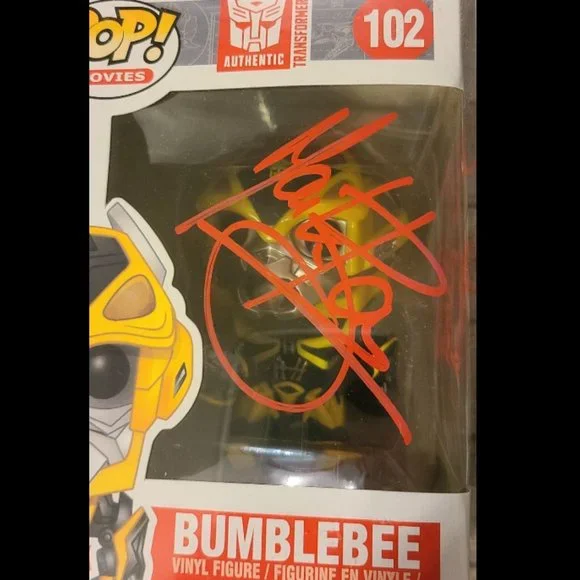 POP!
MOVIES
AUTHENTIC
TRANSFORMERS
102
BUMBLEBEE
VINYL FIGURE / FIGURINE EN VINYLE /